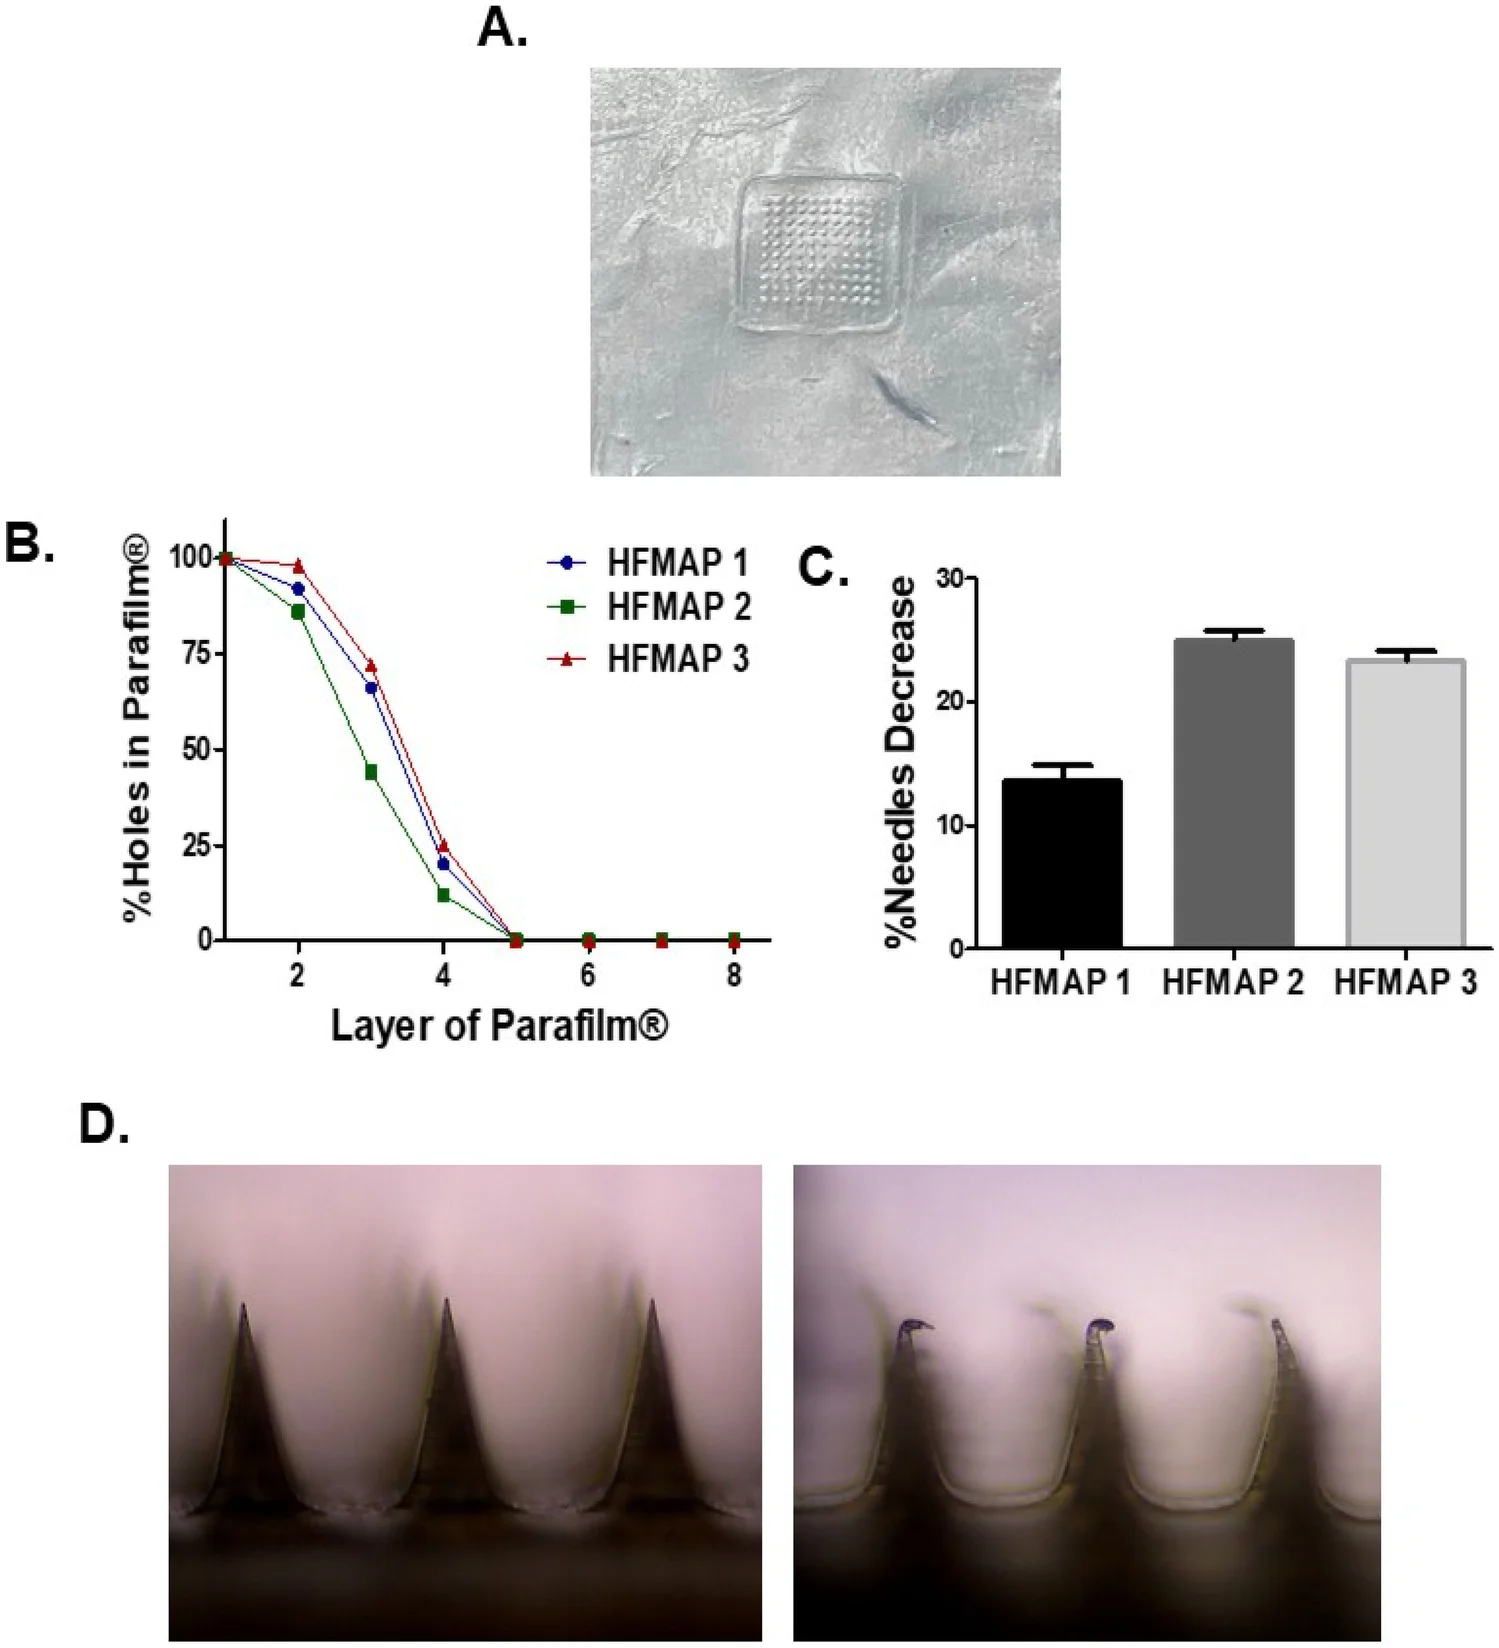 A.
B.
%Holes in Parafilm®
100
75
50
25
0
2 4 6 8
Layer of Parafilm®
HFMAP 1
HFMAP 2
HFMAP 3
C.
%Needles Decrease
30
20
10
0
HFMAP 1 HFMAP 2 HFMAP 3
D.